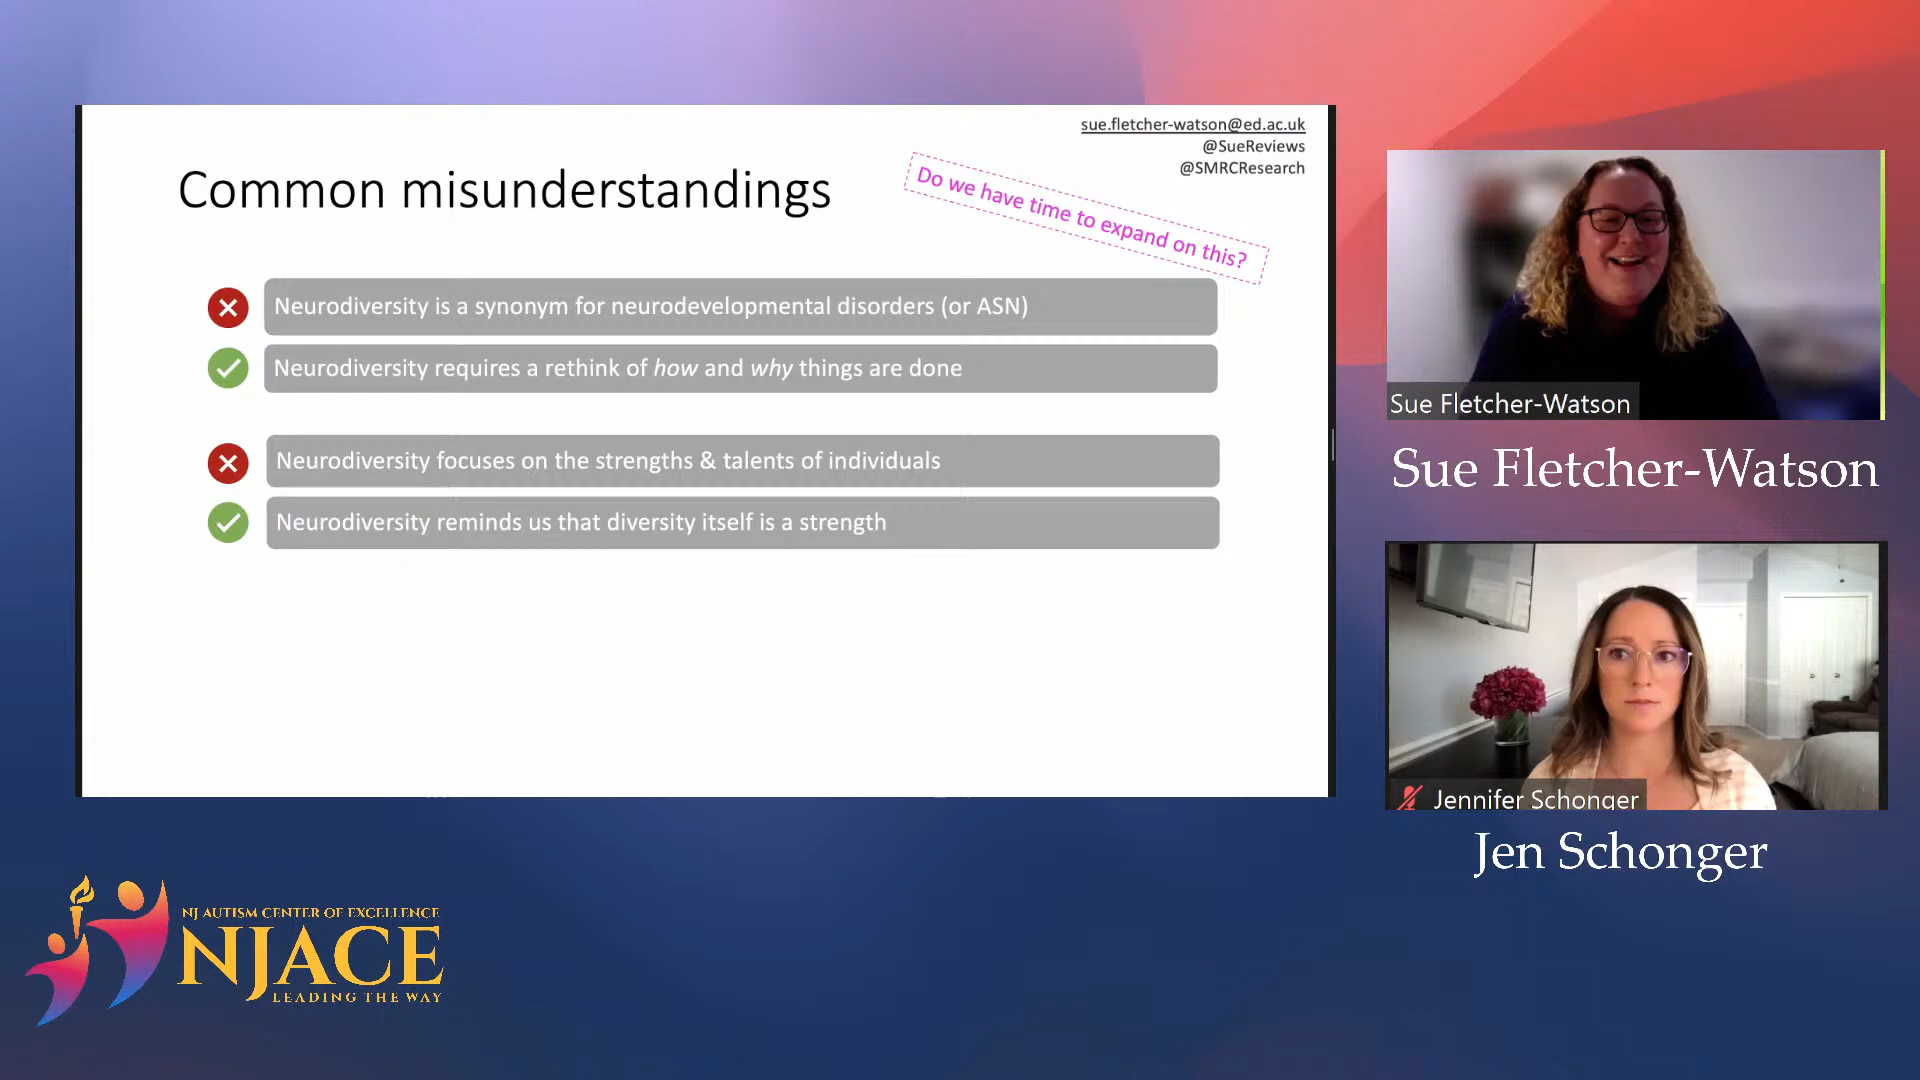 sue.fletcher-watson@ed.ac.uk
@SueReviews
@SMRCResearch
Common misunderstandings
Do we have time to expand on this?
Neurodiversity is a synonym for neurodevelopmental disorders (or ASN)
Neurodiversity requires a rethink of how and why things are done
Neurodiversity focuses on the strengths & talents of individuals
Neurodiversity reminds us that diversity itself is a strength
Sue Fletcher-Watson
Sue Fletcher-Watson
Jennifer Schonger
Jen Schonger
NJ AUTISM CENTER OF EXCELLENCE
NJACE
LEADING THE WAY